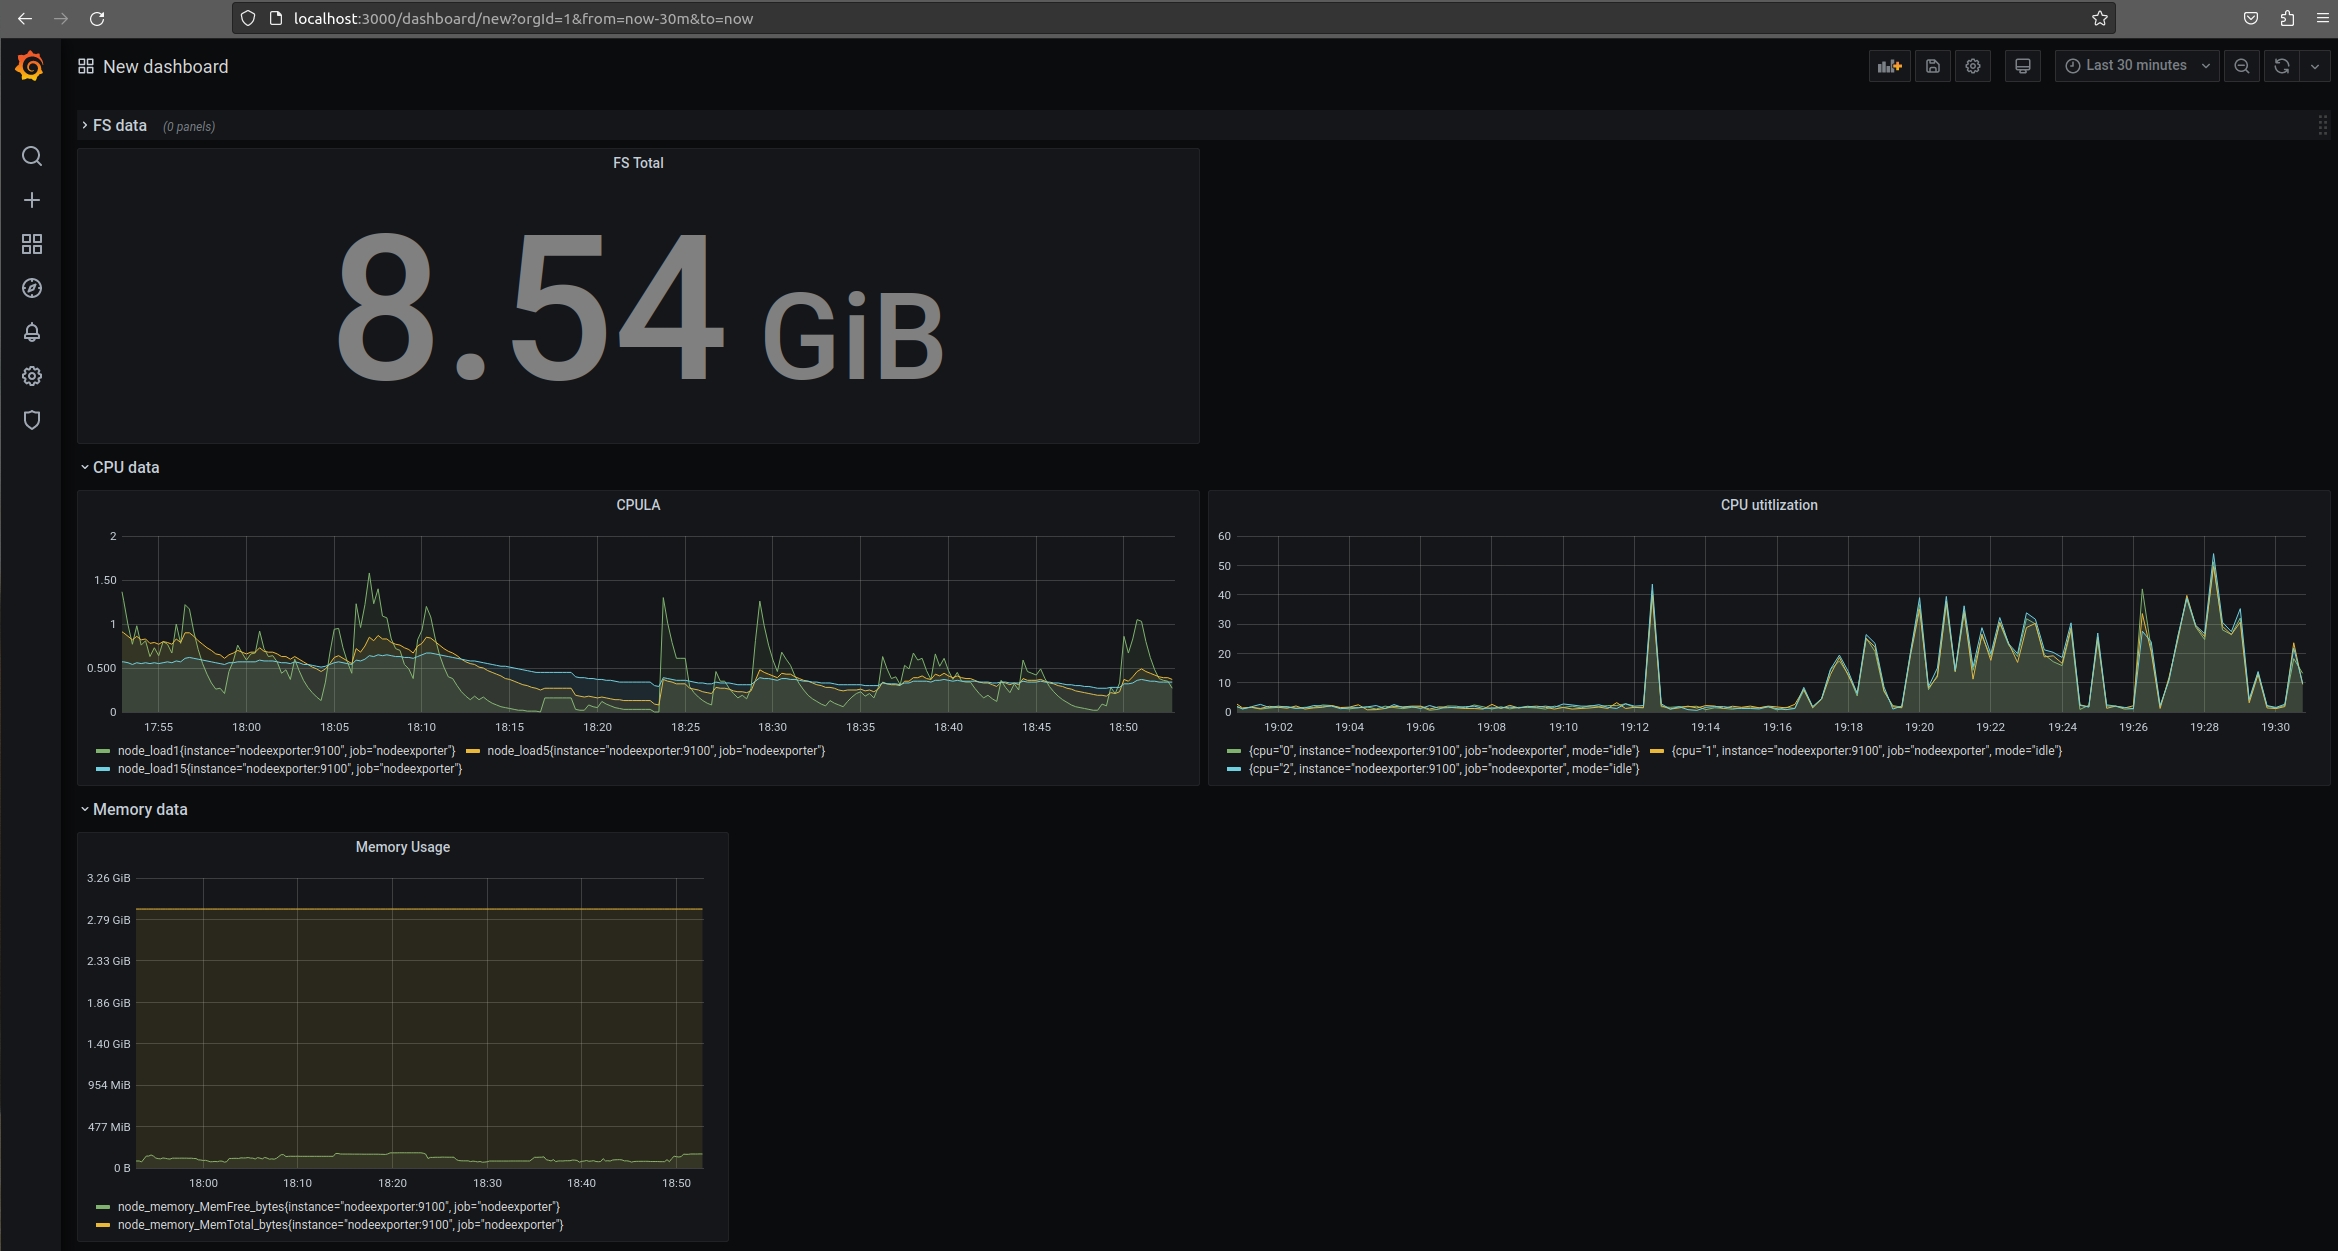 localhost:3000/dashboard/new?orgId=1&from=now-30m&to=now
New dashboard
Last 30 minutes
FS data (0 panels)
FS Total
8.54 GiB
CPU data
CPULA
2
1.50
1
0.500
0
17:55 18:00 18:05 18:10 18:15 18:20 18:25 18:30 18:35 18:40 18:45 18:50
node_load1{instance="nodeexporter:9100", job="nodeexporter"} node_load5{instance="nodeexporter:9100", job="nodeexporter"}
node_load15{instance="nodeexporter:9100", job="nodeexporter"}
CPU utitlization
60
50
40
30
20
10
0
19:02 19:04 19:06 19:08 19:10 19:12 19:14 19:16 19:18 19:20 19:22 19:24 19:26 19:28 19:30
{cpu="0", instance="nodeexporter:9100", job="nodeexporter", mode="idle"} {cpu="1", instance="nodeexporter:9100", job="nodeexporter", mode="idle"}
{cpu="2", instance="nodeexporter:9100", job="nodeexporter", mode="idle"}
Memory data
Memory Usage
3.26 GiB
2.79 GiB
2.33 GiB
1.86 GiB
1.40 GiB
954 MiB
477 MiB
0 B
18:00 18:10 18:20 18:30 18:40 18:50
node_memory_MemFree_bytes{instance="nodeexporter:9100", job="nodeexporter"}
node_memory_MemTotal_bytes{instance="nodeexporter:9100", job="nodeexporter"}